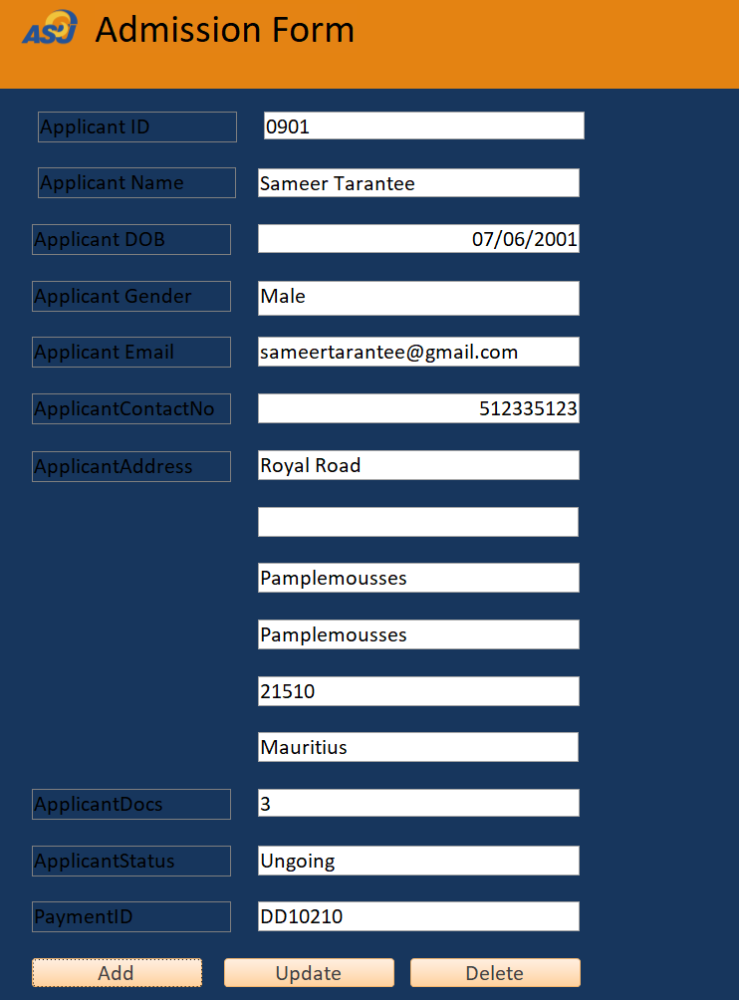 ASJ Admission Form
Applicant ID 0901
Applicant Name Sameer Tarantee
Applicant DOB 07/06/2001
Applicant Gender Male
Applicant Email sameertarantee@gmail.com
ApplicantContactNo 512335123
ApplicantAddress Royal Road
Pamplemousses
Pamplemousses
21510
Mauritius
ApplicantDocs 3
ApplicantStatus Ungoing
PaymentID DD10210
Add Update Delete